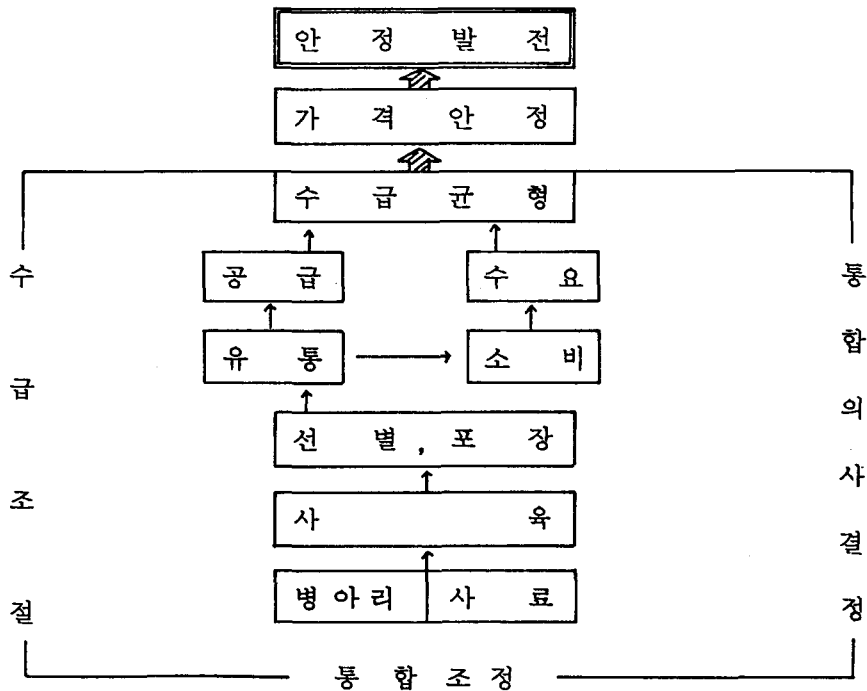 안정발전
가격안정
수급균형
공급 수요
유통 소비
선별, 포장
사육
병아리 사료
수급조절
통합의사결정
통합조정